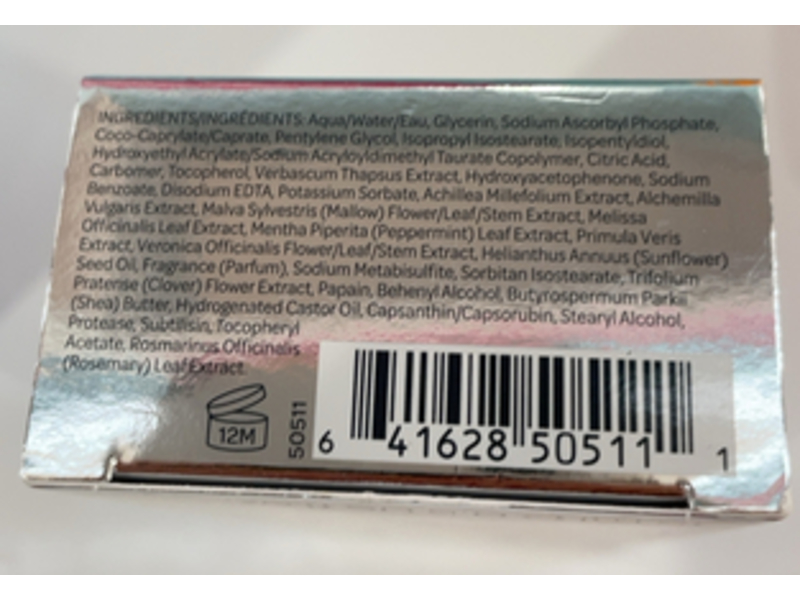 INGREDIENTS/INGRÉDIENTS: Aqua/Water/Eau, Glycerin, Sodium Ascorbyl Phosphate,
Coco-Caprylate/Caprate, Pentylene Glycol, Isopropyl Isostearate, Isopentyldiol,
Hydroxyethyl Acrylate/Sodium Acryloyldimethyl Taurate Copolymer, Citric Acid,
Carbomer, Tocopherol, Verbascum Thapsus Extract, Hydroxyacetophenone, Sodium
Benzoate, Disodium EDTA, Potassium Sorbate, Achillea Millefolium Extract, Alchemilla
Vulgaris Extract, Malva Sylvestris (Mallow) Flower/Leaf/Stem Extract, Melissa
Officinalis Leaf Extract, Mentha Piperita (Peppermint) Leaf Extract, Primula Veris
Extract, Veronica Officinalis Flower/Leaf/Stem Extract, Helianthus Annuus (Sunflower)
Seed Oil, Fragrance (Parfum), Sodium Metabisulfite, Sorbitan Isostearate, Trifolium
Pratense (Clover) Flower Extract, Papain, Behenyl Alcohol, Butyrospermum Parkii
(Shea) Butter, Hydrogenated Castor Oil, Capsanthin/Capsorubin, Stearyl Alcohol,
Protease, Subtilisin, Tocopheryl
Acetate, Rosmarinus Officinalis
(Rosemary) Leaf Extract
12M
50511
6 41628 50511 1